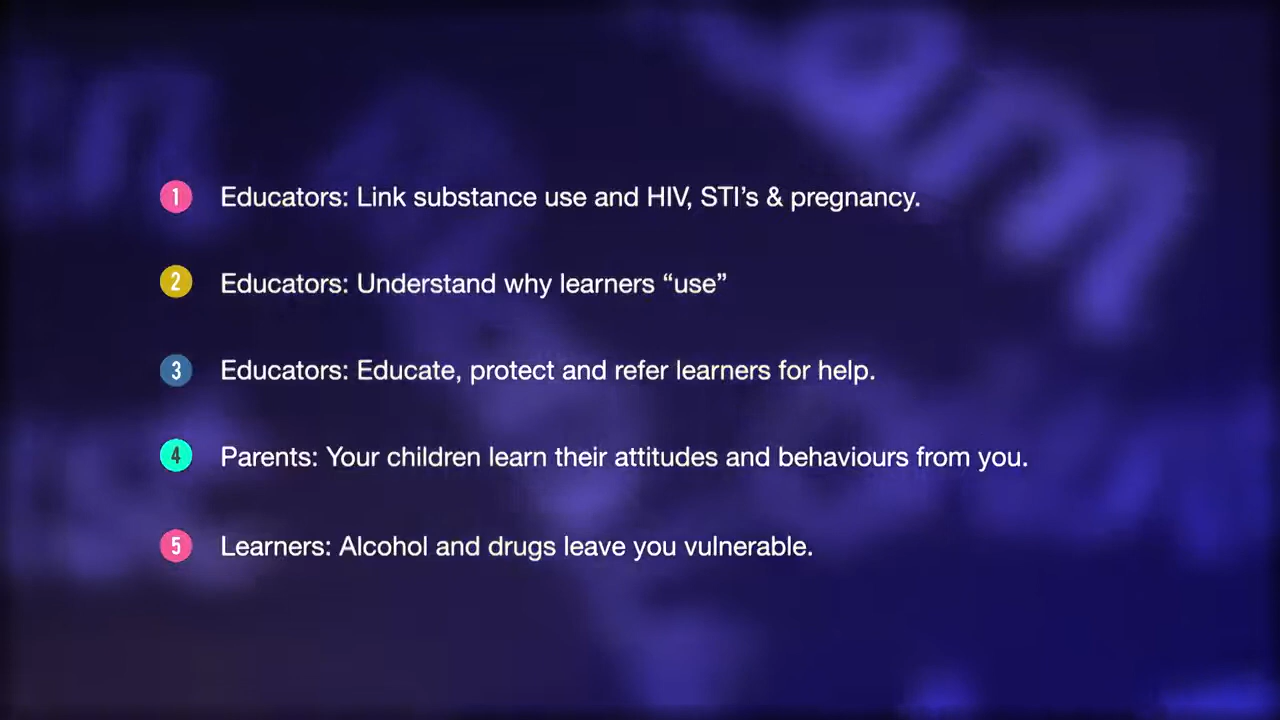 1 Educators: Link substance use and HIV, STI’s & pregnancy.
2 Educators: Understand why learners “use”
3 Educators: Educate, protect and refer learners for help.
4 Parents: Your children learn their attitudes and behaviours from you.
5 Learners: Alcohol and drugs leave you vulnerable.